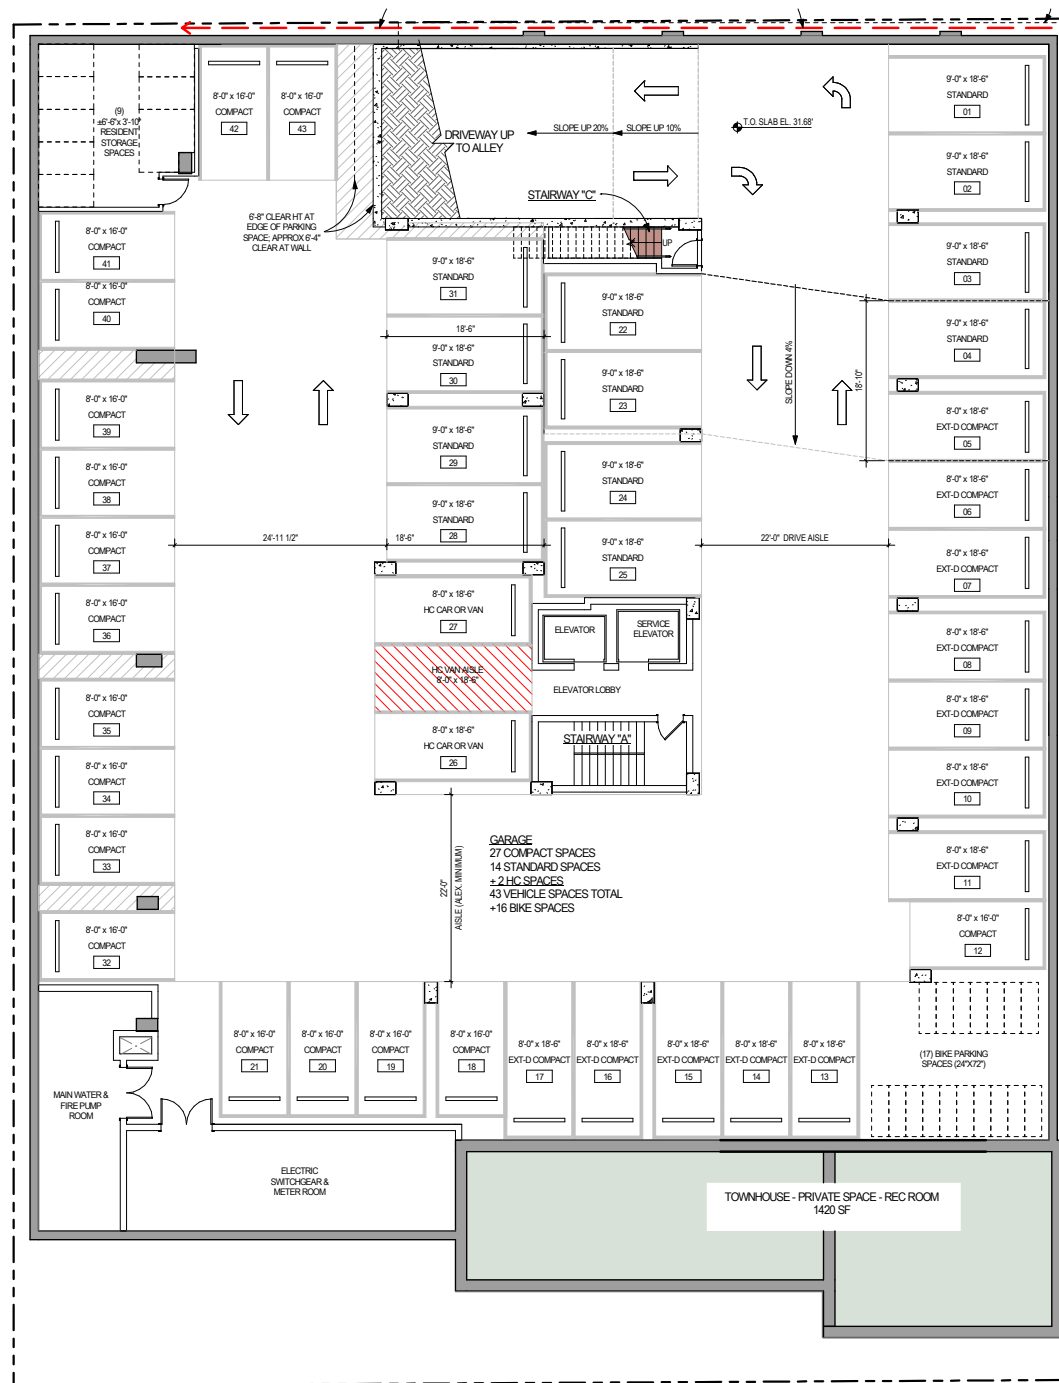 (9)
±6'-6"x 3'-10"
RESIDENT
STORAGE
SPACES
8'-0" x 16'-0"
COMPACT
42
8'-0" x 16'-0"
COMPACT
43
DRIVEWAY UP
TO ALLEY
SLOPE UP 20%
SLOPE UP 10%
T.O. SLAB EL. 31.68'
STAIRWAY "C"
UP
6'-8" CLEAR HT AT
EDGE OF PARKING
SPACE; APPROX 6'-4"
CLEAR AT WALL
9'-0" x 18'-6"
STANDARD
01
9'-0" x 18'-6"
STANDARD
02
9'-0" x 18'-6"
STANDARD
03
9'-0" x 18'-6"
STANDARD
04
8'-0" x 18'-6"
EXT-D COMPACT
05
8'-0" x 18'-6"
EXT-D COMPACT
06
8'-0" x 18'-6"
EXT-D COMPACT
07
8'-0" x 18'-6"
EXT-D COMPACT
08
8'-0" x 18'-6"
EXT-D COMPACT
09
8'-0" x 18'-6"
EXT-D COMPACT
10
8'-0" x 18'-6"
EXT-D COMPACT
11
8'-0" x 16'-0"
COMPACT
12
8'-0" x 16'-0"
COMPACT
41
8'-0" x 16'-0"
COMPACT
40
8'-0" x 16'-0"
COMPACT
39
8'-0" x 16'-0"
COMPACT
38
8'-0" x 16'-0"
COMPACT
37
8'-0" x 16'-0"
COMPACT
36
8'-0" x 16'-0"
COMPACT
35
8'-0" x 16'-0"
COMPACT
34
8'-0" x 16'-0"
COMPACT
33
8'-0" x 16'-0"
COMPACT
32
9'-0" x 18'-6"
STANDARD
31
18'-6"
9'-0" x 18'-6"
STANDARD
30
9'-0" x 18'-6"
STANDARD
29
9'-0" x 18'-6"
STANDARD
28
9'-0" x 18'-6"
STANDARD
22
9'-0" x 18'-6"
STANDARD
23
9'-0" x 18'-6"
STANDARD
24
9'-0" x 18'-6"
STANDARD
25
SLOPE DOWN 4%
18'-10"
24'-11 1/2"
18'-6"
22'-0" DRIVE AISLE
8'-0" x 18'-6"
HC CAR OR VAN
27
HC VAN AISLE
8'-0" x 18'-6"
8'-0" x 18'-6"
HC CAR OR VAN
26
ELEVATOR
SERVICE
ELEVATOR
ELEVATOR LOBBY
STAIRWAY "A"
22'-0"
AISLE (ALEX. MINIMUM)
GARAGE
27 COMPACT SPACES
14 STANDARD SPACES
+ 2 HC SPACES
43 VEHICLE SPACES TOTAL
+16 BIKE SPACES
8'-0" x 16'-0"
COMPACT
21
8'-0" x 16'-0"
COMPACT
20
8'-0" x 16'-0"
COMPACT
19
8'-0" x 16'-0"
COMPACT
18
8'-0" x 18'-6"
EXT-D COMPACT
17
8'-0" x 18'-6"
EXT-D COMPACT
16
8'-0" x 18'-6"
EXT-D COMPACT
15
8'-0" x 18'-6"
EXT-D COMPACT
14
8'-0" x 18'-6"
EXT-D COMPACT
13
(17) BIKE PARKING
SPACES (24"X72")
MAIN WATER &
FIRE PUMP
ROOM
ELECTRIC
SWITCHGEAR &
METER ROOM
TOWNHOUSE - PRIVATE SPACE - REC ROOM
1420 SF